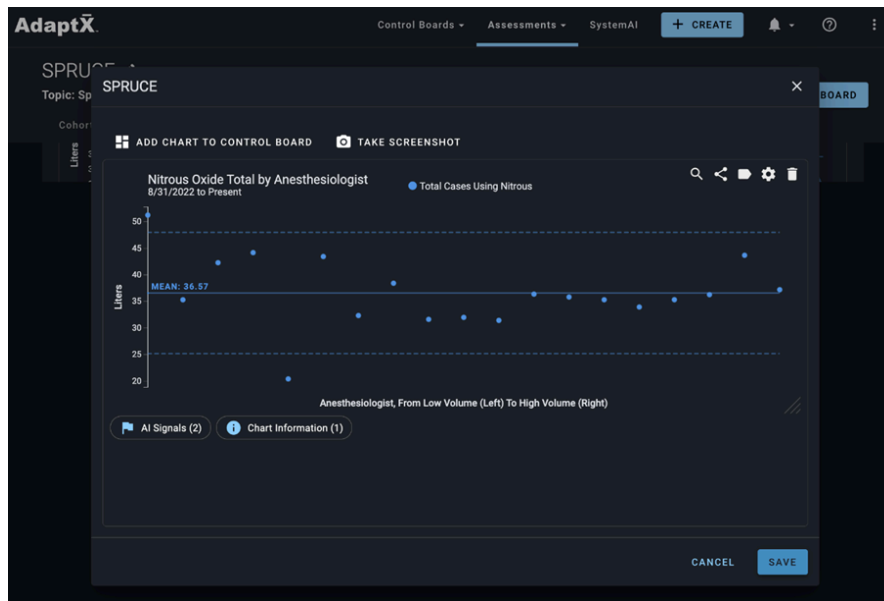 AdaptX.
Control Boards
Assessments
SystemAI
+ CREATE
SPRUCE
Topic: Sp
BOARD
Cohor
Liters
SPRUCE
ADD CHART TO CONTROL BOARD
TAKE SCREENSHOT
Nitrous Oxide Total by Anesthesiologist
8/31/2022 to Present
Total Cases Using Nitrous
50
45
40
MEAN: 36.57
35
30
25
20
Liters
Anesthesiologist, From Low Volume (Left) To High Volume (Right)
AI Signals (2)
Chart Information (1)
CANCEL
SAVE